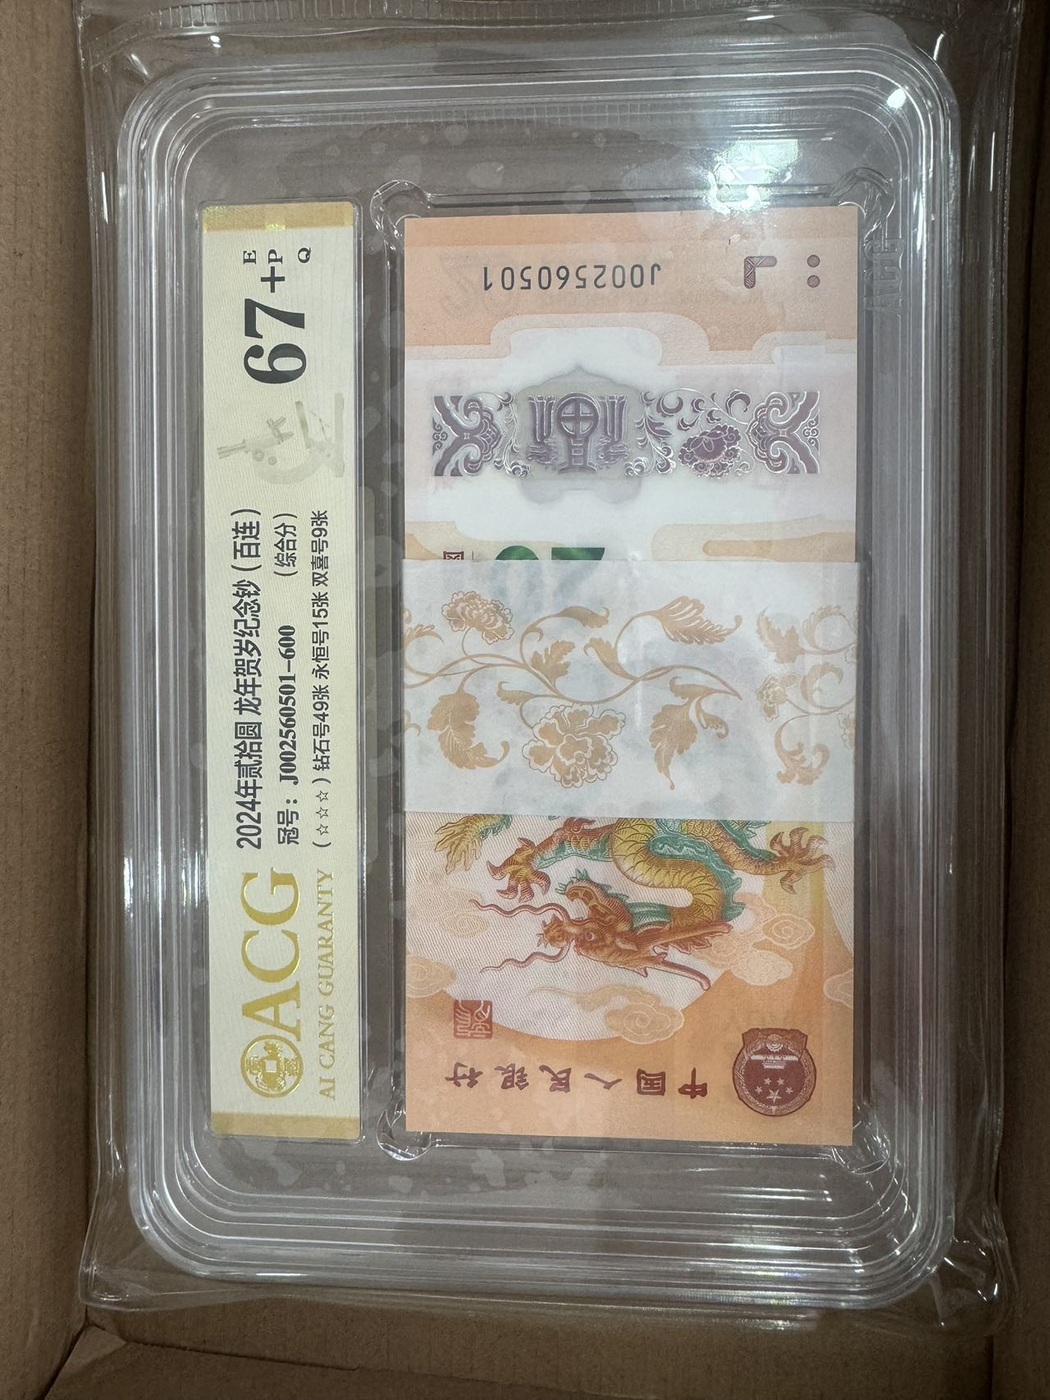 ACG
AI CANG GUARANTY
2024年贰拾圆 龙年贺岁纪念钞（百连）
冠号：J002560501-600 （综合分）
（☆☆☆）钻石号49张 永恒号15张 双喜号9张
67+
E
P
Q
J002560501
中国人民银行